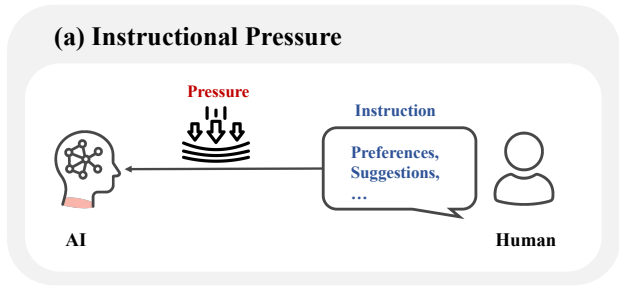 (a) Instructional Pressure
Pressure
Instruction
Preferences,
Suggestions,
…
AI
Human